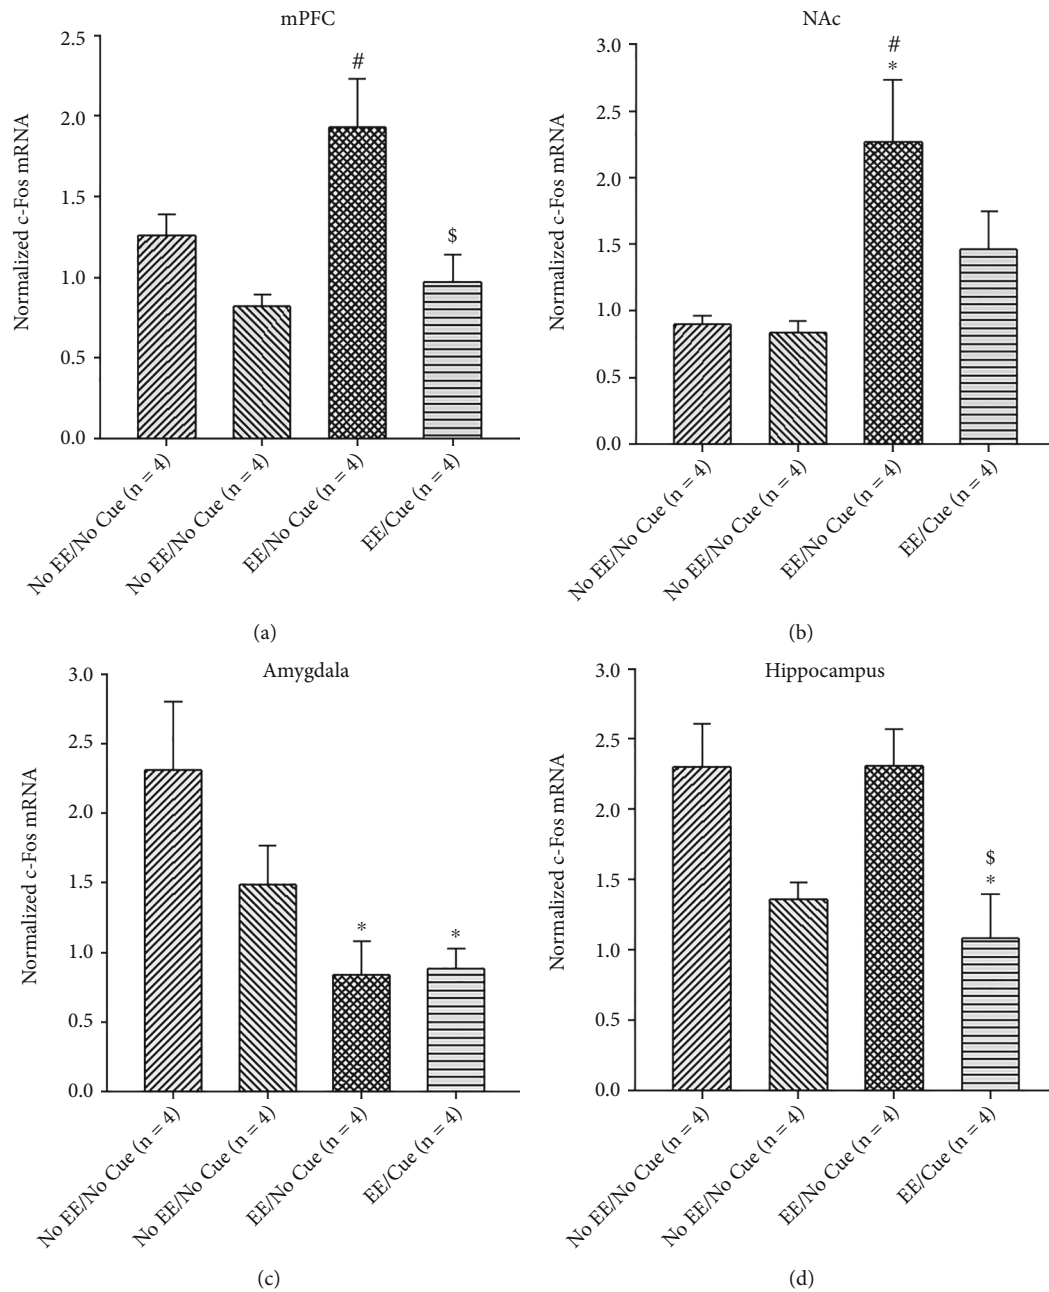 mPFC
Normalized c-Fos mRNA
2.5
2.0
1.5
1.0
0.5
0.0
#
$
No EE/No Cue (n = 4)
No EE/No Cue (n = 4)
EE/No Cue (n = 4)
EE/Cue (n = 4)
(a)
NAc
Normalized c-Fos mRNA
3.0
2.5
2.0
1.5
1.0
0.5
0.0
#
*
No EE/No Cue (n = 4)
No EE/No Cue (n = 4)
EE/No Cue (n = 4)
EE/Cue (n = 4)
(b)
Amygdala
Normalized c-Fos mRNA
3.0
2.5
2.0
1.5
1.0
0.5
0.0
*
*
No EE/No Cue (n = 4)
No EE/No Cue (n = 4)
EE/No Cue (n = 4)
EE/Cue (n = 4)
(c)
Hippocampus
Normalized c-Fos mRNA
3.0
2.5
2.0
1.5
1.0
0.5
0.0
$
*
No EE/No Cue (n = 4)
No EE/No Cue (n = 4)
EE/No Cue (n = 4)
EE/Cue (n = 4)
(d)